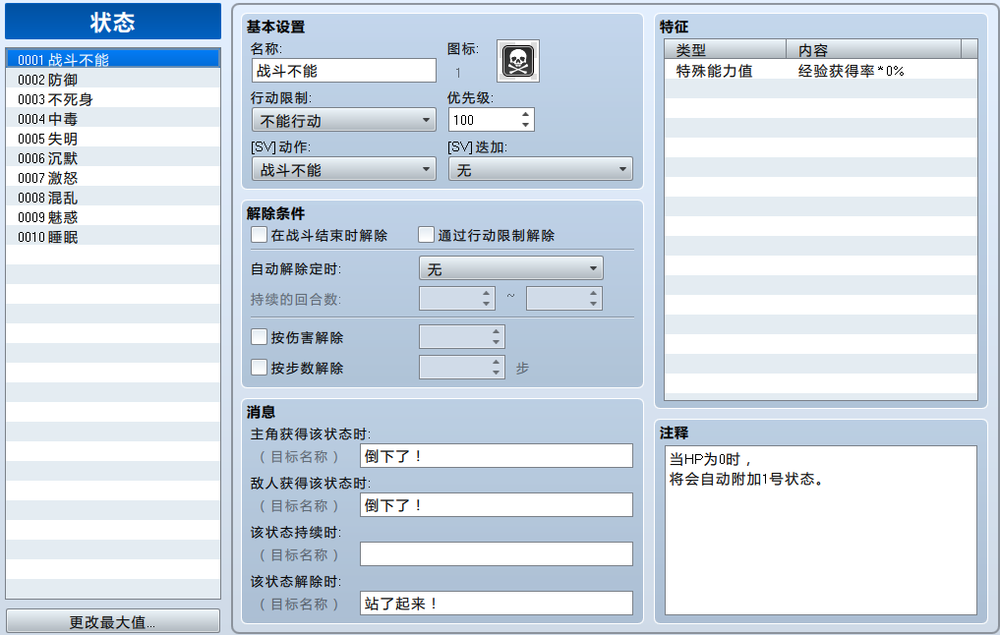 状态
0001 战斗不能
0002 防御
0003 不死身
0004 中毒
0005 失明
0006 沉默
0007 激怒
0008 混乱
0009 魅惑
0010 睡眠
更改最大值...
基本设置
名称:
图标:
战斗不能
1
行动限制:
优先级:
不能行动
100
[SV] 动作:
[SV] 迭加:
战斗不能
无
解除条件
在战斗结束时解除
通过行动限制解除
自动解除定时:
无
持续的回合数:
~
按伤害解除
按步数解除
步
消息
主角获得该状态时:
(目标名称)
倒下了！
敌人获得该状态时:
(目标名称)
倒下了！
该状态持续时:
(目标名称)
该状态解除时:
(目标名称)
站了起来！
特征
类型 内容
特殊能力值 经验获得率*0%
注释
当HP为0时，
将会自动附加1号状态。